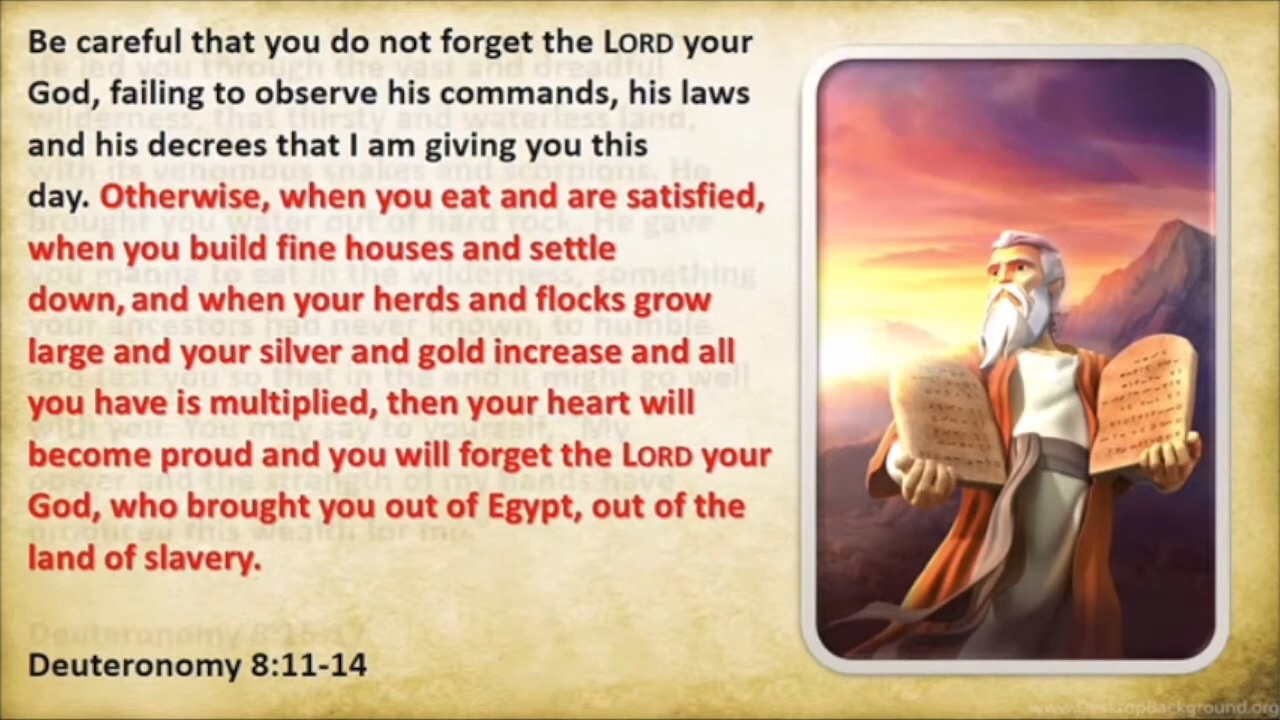 Be careful that you do not forget the LORD your
God, failing to observe his commands, his laws
and his decrees that I am giving you this
day. Otherwise, when you eat and are satisfied,
when you build fine houses and settle
down, and when your herds and flocks grow
large and your silver and gold increase and all
you have is multiplied, then your heart will
become proud and you will forget the LORD your
God, who brought you out of Egypt, out of the
land of slavery.
Deuteronomy 8:11-14
www.DesktopBackground.org